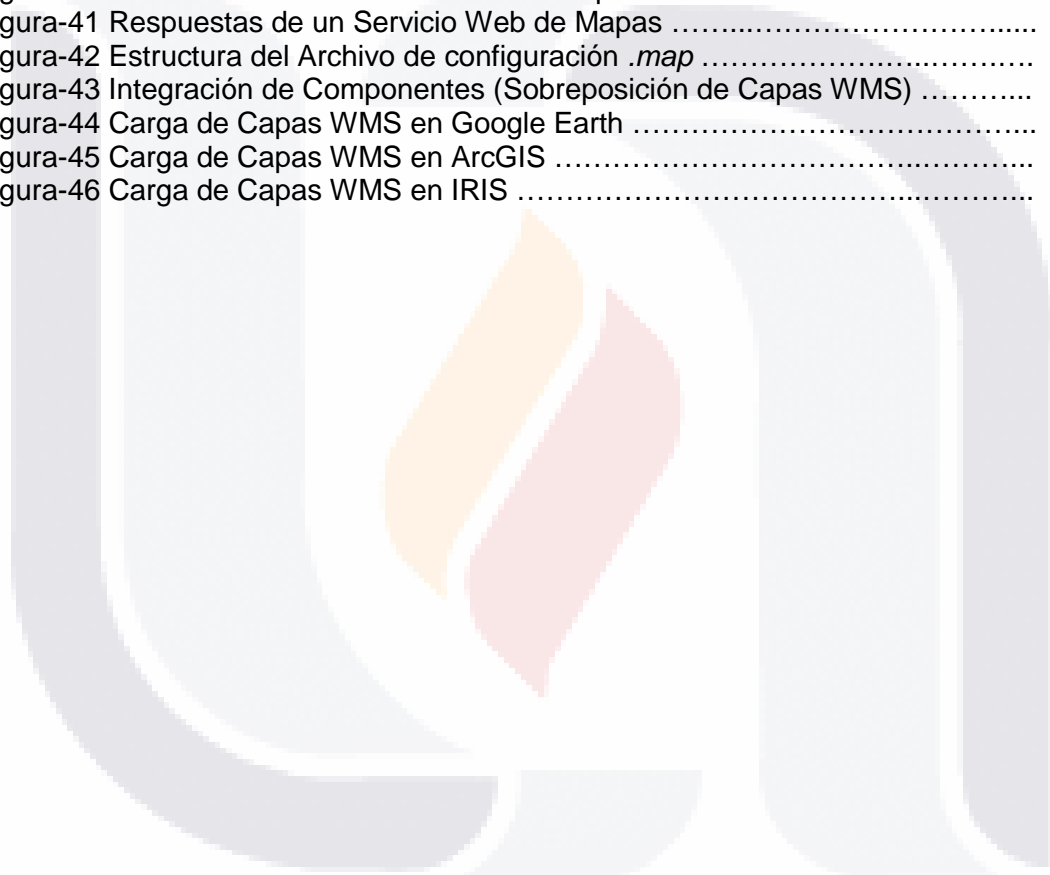 gura-41 Respuestas de un Servicio Web de Mapas ……...……………………….....
gura-42 Estructura del Archivo de configuración .map …………………......……….
gura-43 Integración de Componentes (Sobreposición de Capas WMS) ………....
gura-44 Carga de Capas WMS en Google Earth …………………………………...
gura-45 Carga de Capas WMS en ArcGIS ………………………………...………...
gura-46 Carga de Capas WMS en IRIS …………………………………...………...